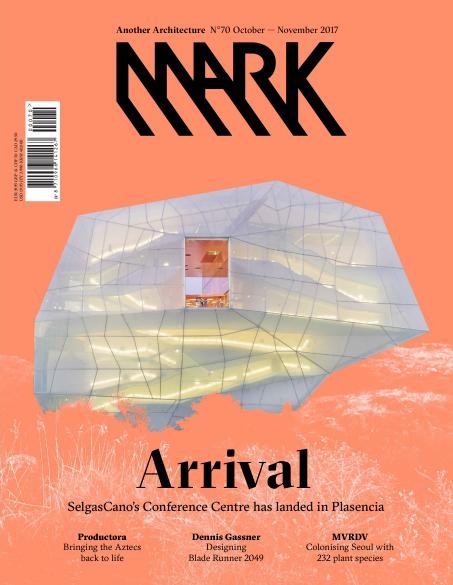 Another Architecture N°70 October — November 2017
MARK
Arrival
SelgasCano's Conference Centre has landed in Plasencia
Productora
Bringing the Aztecs
back to life
Dennis Gassner
Designing
Blade Runner 2049
MVRDV
Colonising Seoul with
232 plant species